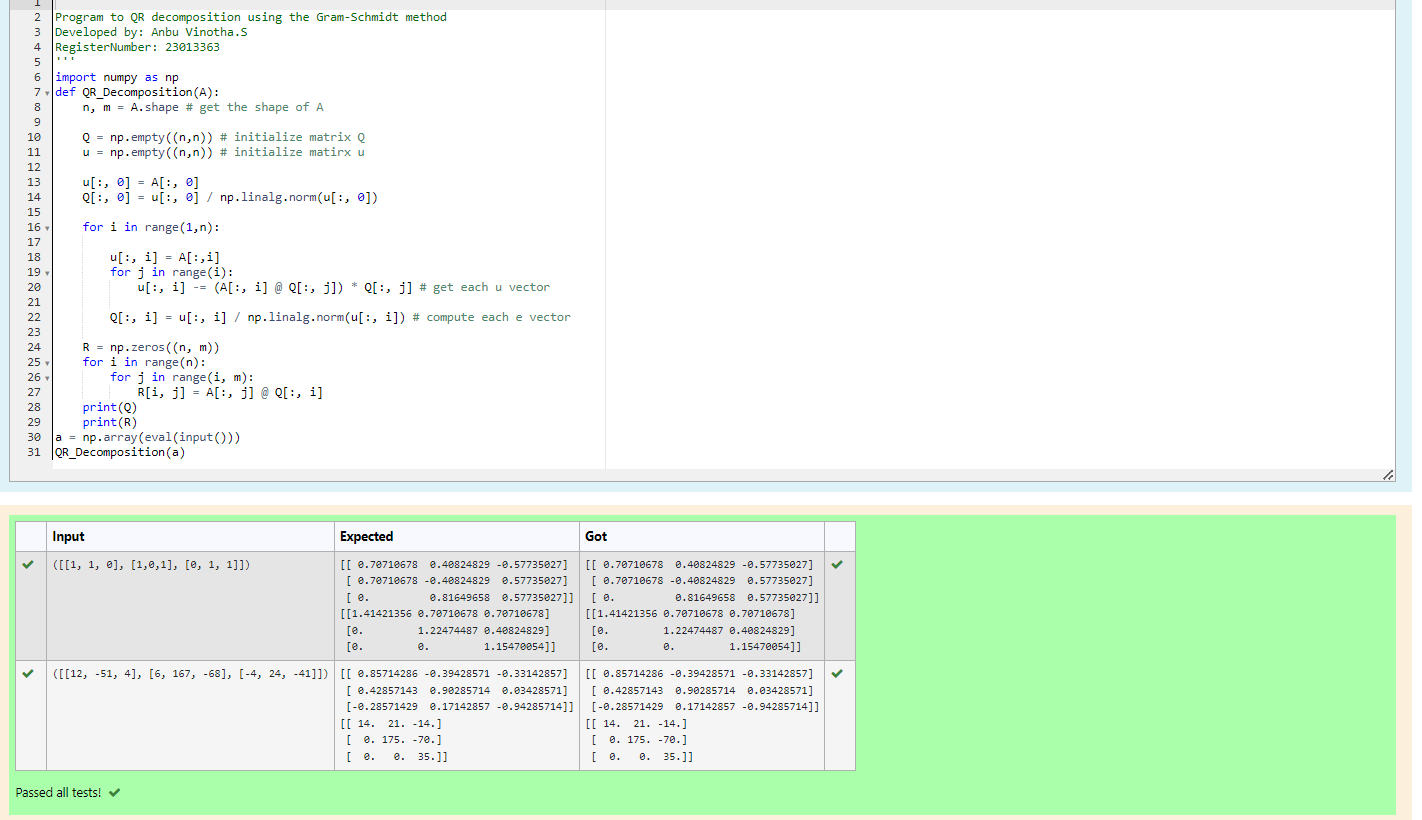 1
2 Program to QR decomposition using the Gram-Schmidt method
3 Developed by: Anbu Vinotha.S
4 RegisterNumber: 23013363
5 '''
6 import numpy as np
7 def QR_Decomposition(A):
8     n, m = A.shape # get the shape of A
9
10     Q = np.empty((n,n)) # initialize matrix Q
11     u = np.empty((n,n)) # initialize matirx u
12
13     u[:, 0] = A[:, 0]
14     Q[:, 0] = u[:, 0] / np.linalg.norm(u[:, 0])
15
16     for i in range(1,n):
17
18         u[:, i] = A[:,i]
19         for j in range(i):
20             u[:, i] -= (A[:, i] @ Q[:, j]) * Q[:, j] # get each u vector
21
22         Q[:, i] = u[:, i] / np.linalg.norm(u[:, i]) # compute each e vector
23
24     R = np.zeros((n, m))
25     for i in range(n):
26         for j in range(i, m):
27             R[i, j] = A[:, j] @ Q[:, i]
28     print(Q)
29     print(R)
30 a = np.array(eval(input()))
31 QR_Decomposition(a)
Input Expected Got
([[1, 1, 0], [1,0,1], [0, 1, 1]]) [[ 0.70710678  0.40824829 -0.57735027] [[ 0.70710678  0.40824829 -0.57735027]
[ 0.70710678 -0.40824829  0.57735027] [ 0.70710678 -0.40824829  0.57735027]
[ 0.          0.81649658  0.57735027]] [ 0.          0.81649658  0.57735027]]
[[1.41421356 0.70710678 0.70710678] [[1.41421356 0.70710678 0.70710678]
[0.         1.22474487 0.40824829] [0.         1.22474487 0.40824829]
[0.         0.         1.15470054]] [0.         0.         1.15470054]]
([[12, -51, 4], [6, 167, -68], [-4, 24, -41]]) [[ 0.85714286 -0.39428571 -0.33142857] [[ 0.85714286 -0.39428571 -0.33142857]
[ 0.42857143  0.90285714  0.03428571] [ 0.42857143  0.90285714  0.03428571]
[-0.28571429  0.17142857 -0.94285714]] [-0.28571429  0.17142857 -0.94285714]]
[[ 14.  21. -14.] [[ 14.  21. -14.]
[  0. 175. -70.] [  0. 175. -70.]
[  0.   0.  35.]] [  0.   0.  35.]]
Passed all tests!